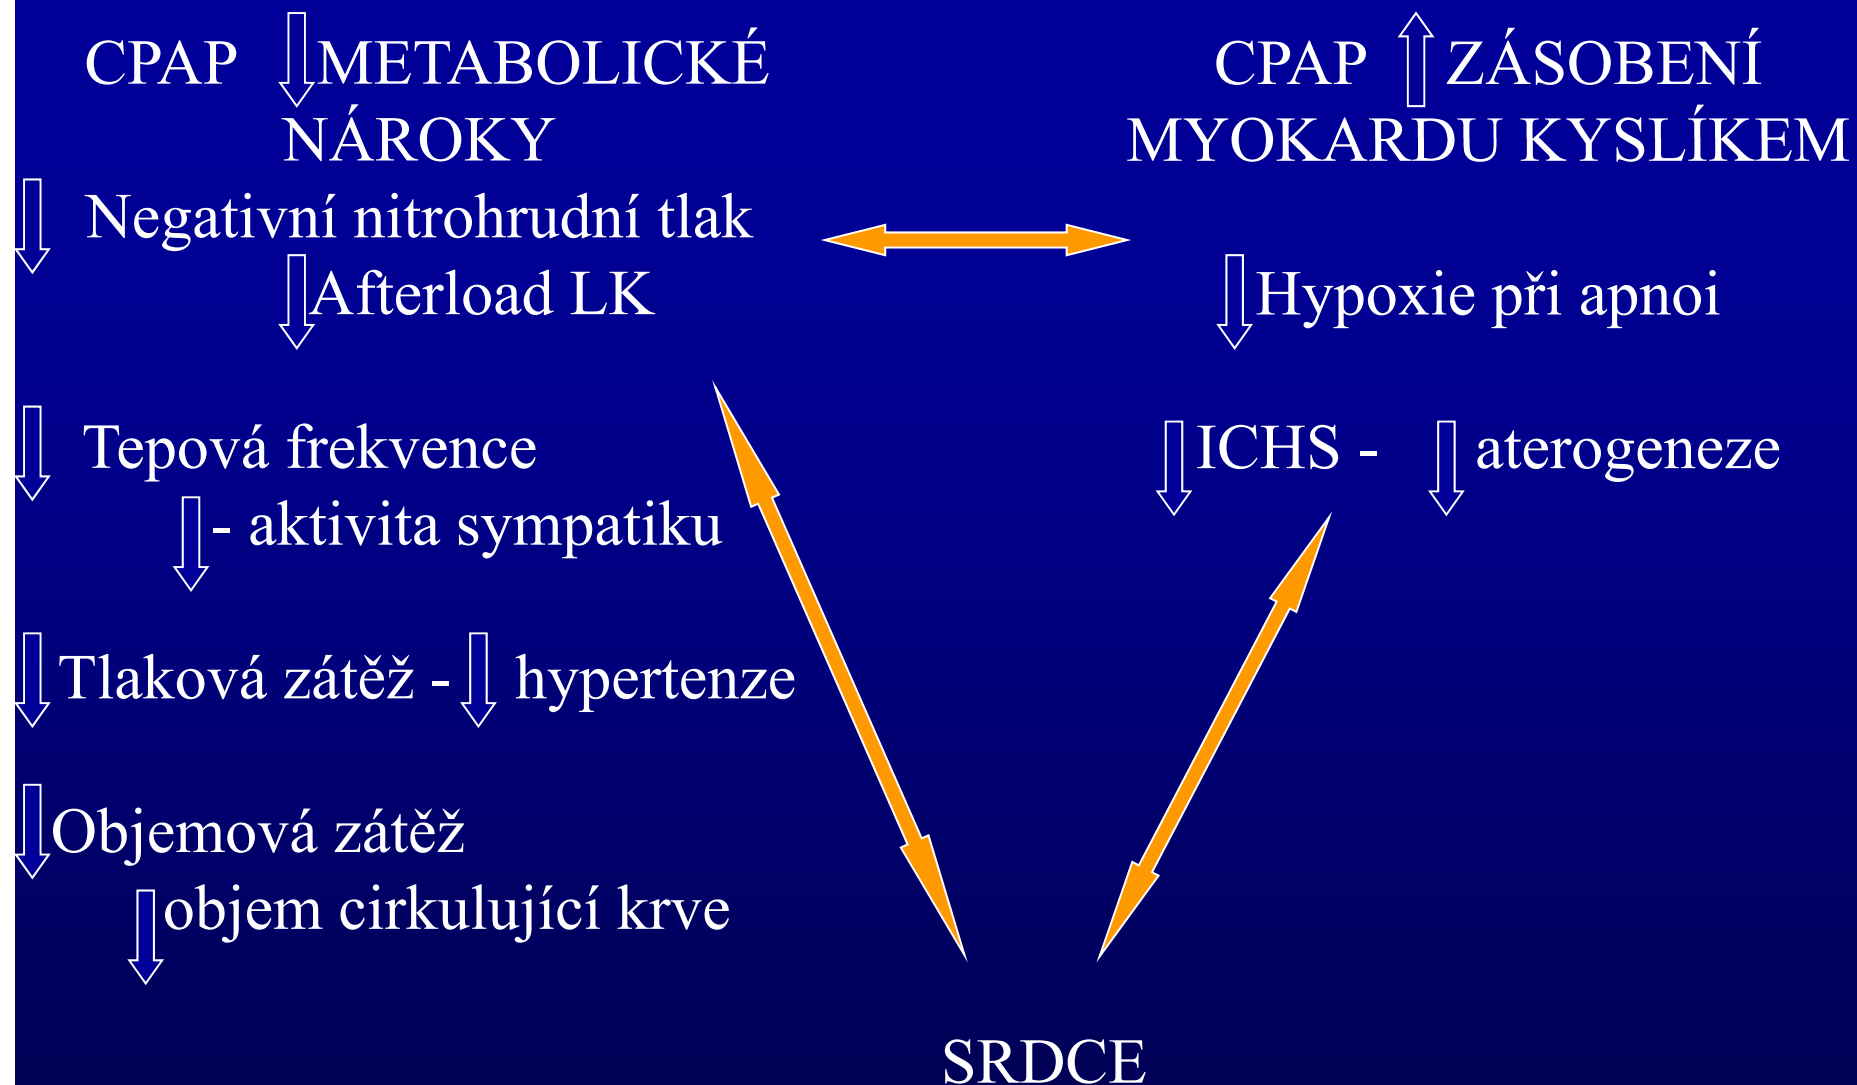 CPAP METABOLICKÉ
NÁROKY
Negativní nitrohrudní tlak
Afterload LK
Tepová frekvence
- aktivita sympatiku
Tlaková zátěž - hypertenze
Objemová zátěž
objem cirkulující krve
CPAP ZÁSOBENÍ
MYOKARDU KYSLÍKEM
Hypoxie při apnoi
ICHS - aterogeneze
SRDCE